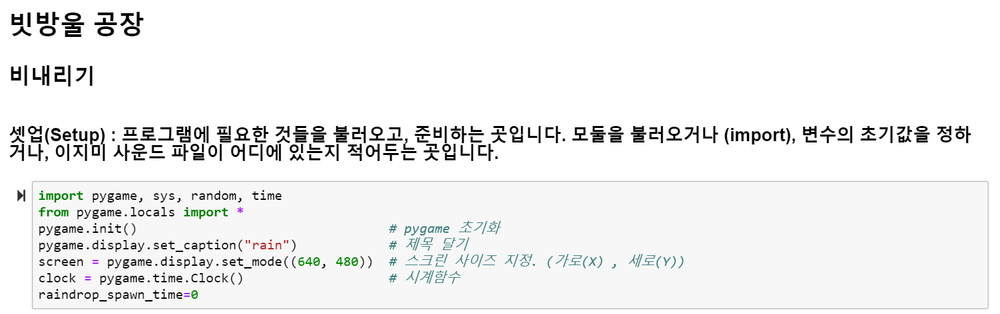 빗방울 공장
비내리기
셋업(Setup) : 프로그램에 필요한 것들을 불러오고, 준비하는 곳입니다. 모듈을 불러오거나 (import), 변수의 초기값을 정하
거나, 이지미 사운드 파일이 어디에 있는지 적어두는 곳입니다.
import pygame, sys, random, time
from pygame.locals import *
pygame.init() # pygame 초기화
pygame.display.set_caption("rain") # 제목 달기
screen = pygame.display.set_mode((640, 480)) # 스크린 사이즈 지정. (가로(X) , 세로(Y))
clock = pygame.time.Clock() # 시계함수
raindrop_spawn_time=0